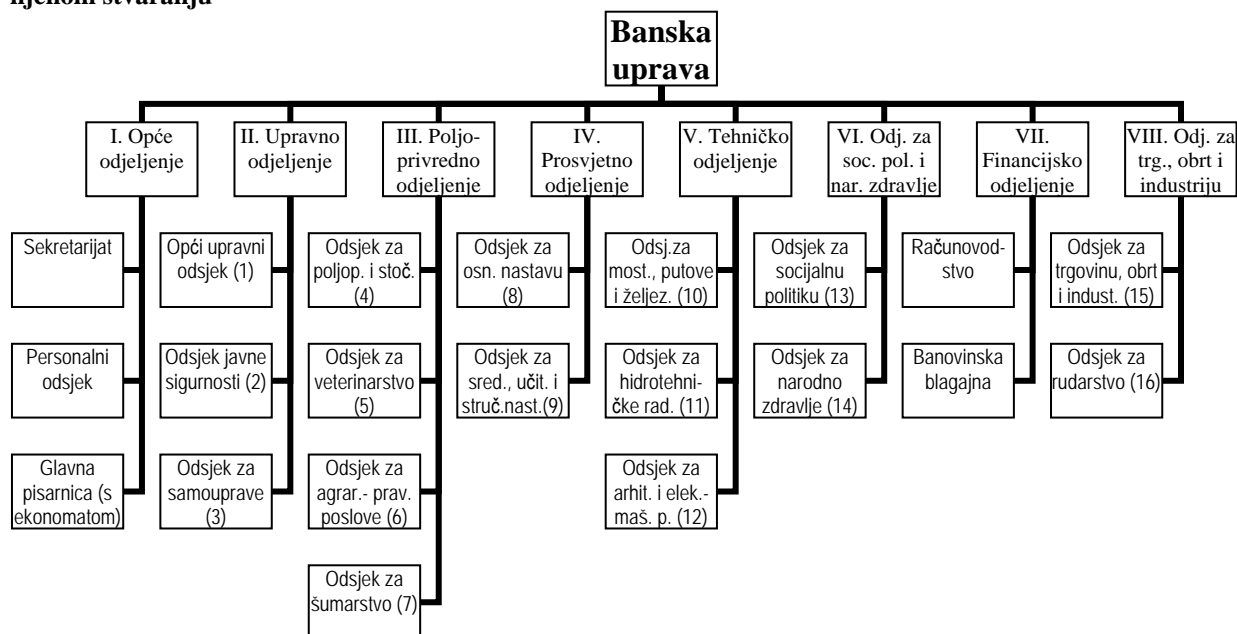 njenom stvaranju
Banska
uprava
I. Opće
odjeljenje
II. Upravno
odjeljenje
III. Poljo-
privredno
odjeljenje
IV.
Prosvjetno
odjeljenje
V. Tehničko
odjeljenje
VI. Odj. za
soc. pol. i
nar. zdravlje
VII.
Financijsko
odjeljenje
VIII. Odj. za
trg., obrt i
industriju
Sekretarijat
Opći upravni
odsjek (1)
Odsjek za
poljop. i stoč.
(4)
Odsjek za
osn. nastavu
(8)
Odsj.za
most., putove
i željez. (10)
Odsjek za
socijalnu
politiku (13)
Računovod-
stvo
Odsjek za
trgovinu, obrt
i indust. (15)
Personalni
odsjek
Odsjek javne
sigurnosti (2)
Odsjek za
veterinarstvo
(5)
Odsjek za
sred., učit. i
struč.nast.(9)
Odsjek za
hidrotehni-
čke rad. (11)
Odsjek za
narodno
zdravlje (14)
Banovinska
blagajna
Odsjek za
rudarstvo (16)
Glavna
pisarnica (s
ekonomatom)
Odsjek za
samouprave
(3)
Odsjek za
agrar.- prav.
poslove (6)
Odsjek za
arhit. i elek.-
maš. p. (12)
Odsjek za
šumarstvo (7)